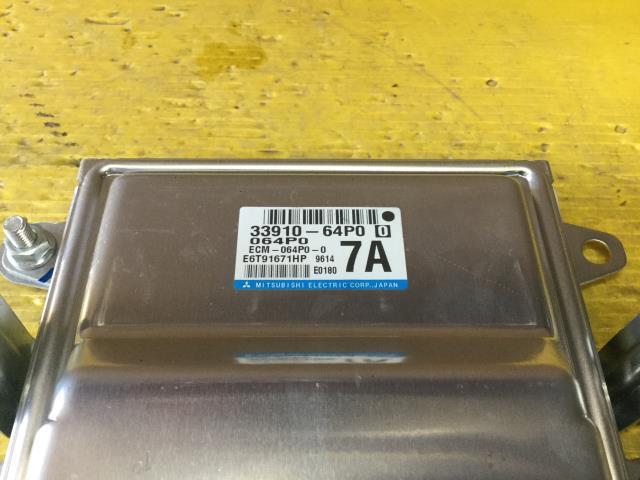 33910-64P0 0
064P0
ECM-064P0-0
E6T91671HP 9614
7A
E0180
MITSUBISHI ELECTRIC CORP., JAPAN